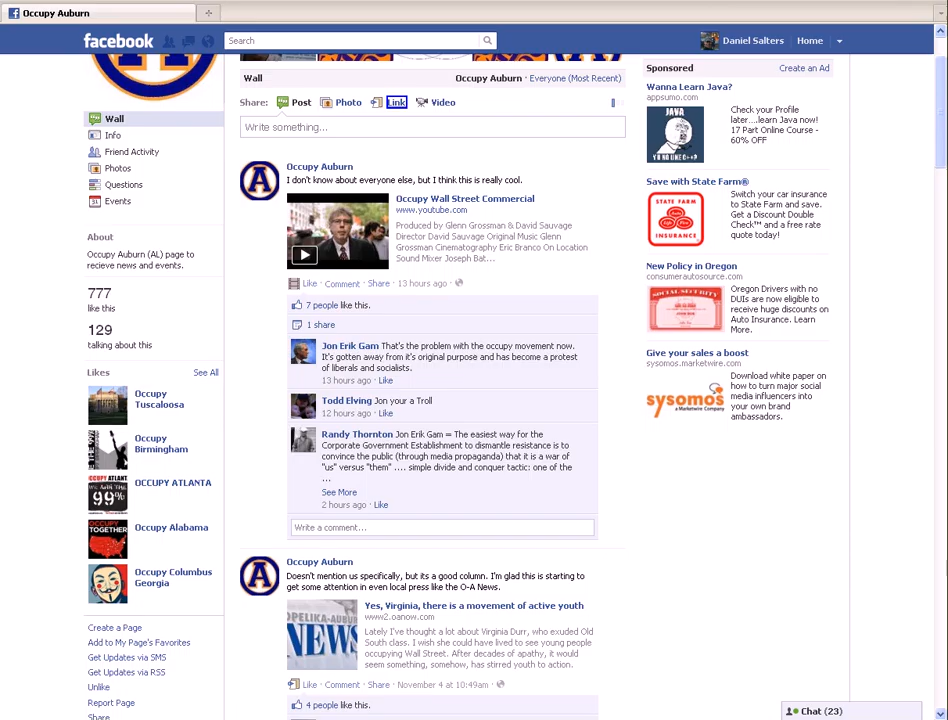 Occupy Auburn
facebook
Search
Daniel Salters
Home
Wall
Occupy Auburn · Everyone (Most Recent)
Share:
Post
Photo
Link
Video
Write something...
Wall
Info
Friend Activity
Photos
Questions
Events
About
Occupy Auburn (AL) page to
recieve news and events.
777
like this
129
talking about this
Likes
See All
Occupy
Tuscaloosa
Occupy
Birmingham
OCCUPY ATLANTA
Occupy Alabama
Occupy Columbus
Georgia
Create a Page
Add to My Page's Favorites
Get Updates via SMS
Get Updates via RSS
Unlike
Report Page
Share
Occupy Auburn
I don't know about everyone else, but I think this is really cool.
Occupy Wall Street Commercial
www.youtube.com
Produced by Glenn Grossman & David Sauvage
Director David Sauvage Original Music Glenn
Grossman Cinematography Eric Branco On Location
Sound Mixer Joseph Bat...
Like · Comment · Share · 13 hours ago ·
7 people like this.
1 share
Jon Erik Gam That's the problem with the occupy movement now.
It's gotten away from it's original purpose and has become a protest
of liberals and socialists.
13 hours ago · Like
Todd Elving Jon your a Troll
12 hours ago · Like
Randy Thornton Jon Erik Gam = The easiest way for the
Corporate Government Establishment to dismantle resistance is to
convince the public (through media propaganda) that it is a war of
"us" versus "them" .... simple divide and conquer tactic: one of the
...
See More
2 hours ago · Like
Write a comment...
Occupy Auburn
Doesn't mention us specifically, but its a good column. I'm glad this is starting to
get some attention in even local press like the O-A News.
OPELIKA-AUBUR
NEWS
Yes, Virginia, there is a movement of active youth
www2.oanow.com
Lately I've thought a lot about Virginia Durr, who exuded Old
South class. I wish she could have lived to see young people
occupying Wall Street. After decades of apathy, it would
seem something, somehow, has stirred youth to action.
Like · Comment · Share · November 4 at 10:49am ·
4 people like this.
Sponsored
Create an Ad
Wanna Learn Java?
appsumo.com
JAVA
Y U NO UNE C++?
Check your Profile
later....learn Java now!
17 Part Online Course -
60% OFF
Save with State Farm®
STATE FARM
INSURANCE
Switch your car insurance
to State Farm and save.
Get a Discount Double
Check™ and a free rate
quote today!
New Policy in Oregon
consumerautosource.com
SOCIAL SECURITY
Oregon Drivers with no
DUIs are now eligible to
receive huge discounts on
Auto Insurance. Learn
More.
Give your sales a boost
sysomos.marketwire.com
sysomos
a Marketwire Company
Download white paper on
how to turn major social
media influencers into
your own brand
ambassadors.
Chat (23)